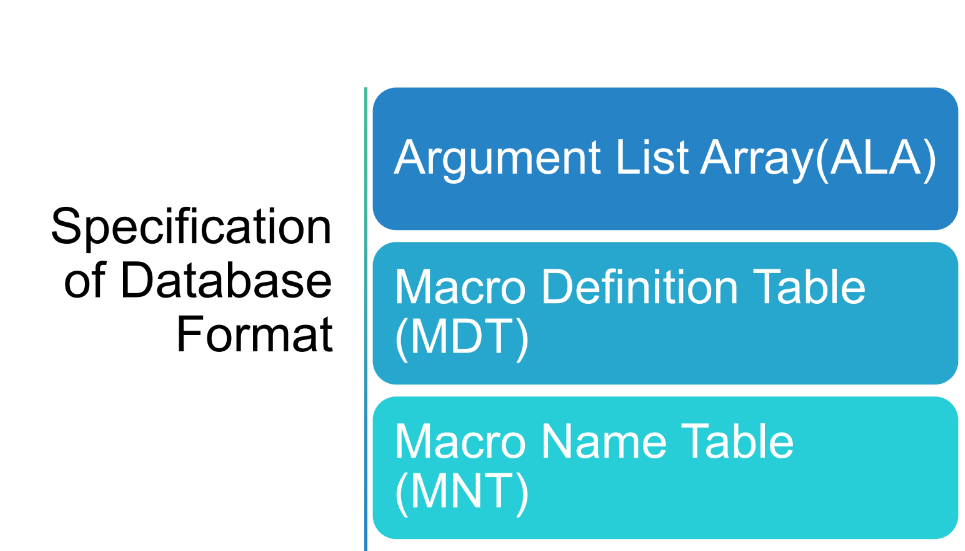 Specification
of Database
Format
Argument List Array(ALA)
Macro Definition Table
(MDT)
Macro Name Table
(MNT)